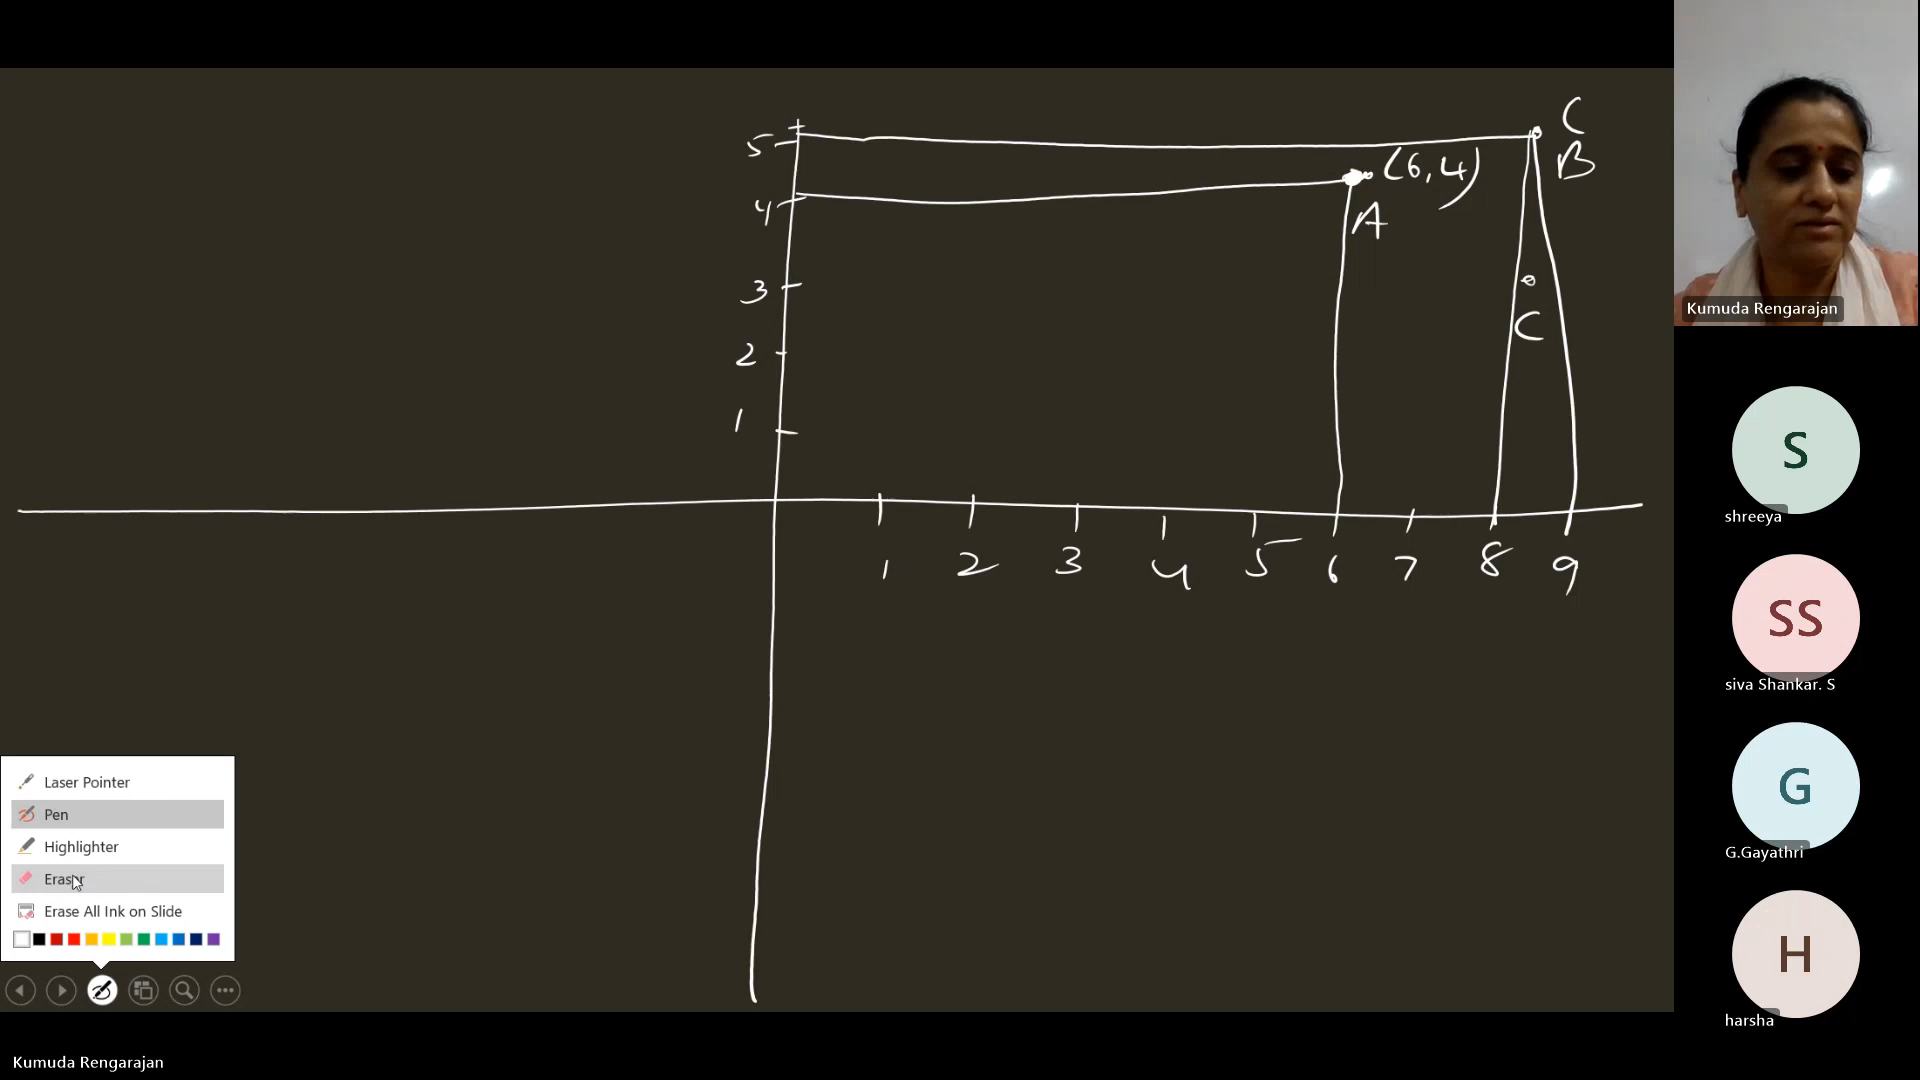 C
5
(6,4)
B
4
A
3
C
2
1
1 2 3 4 5 6 7 8 9
Kumuda Rengarajan
S
shreeya
SS
siva Shankar. S
G
G.Gayathri
H
harsha
Laser Pointer
Pen
Highlighter
Eraser
Erase All Ink on Slide
Kumuda Rengarajan